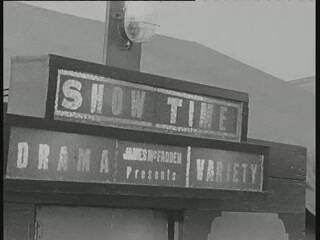 SHOW TIME
DRAMA
JAMES McFADDEN
Presents
VARIETY